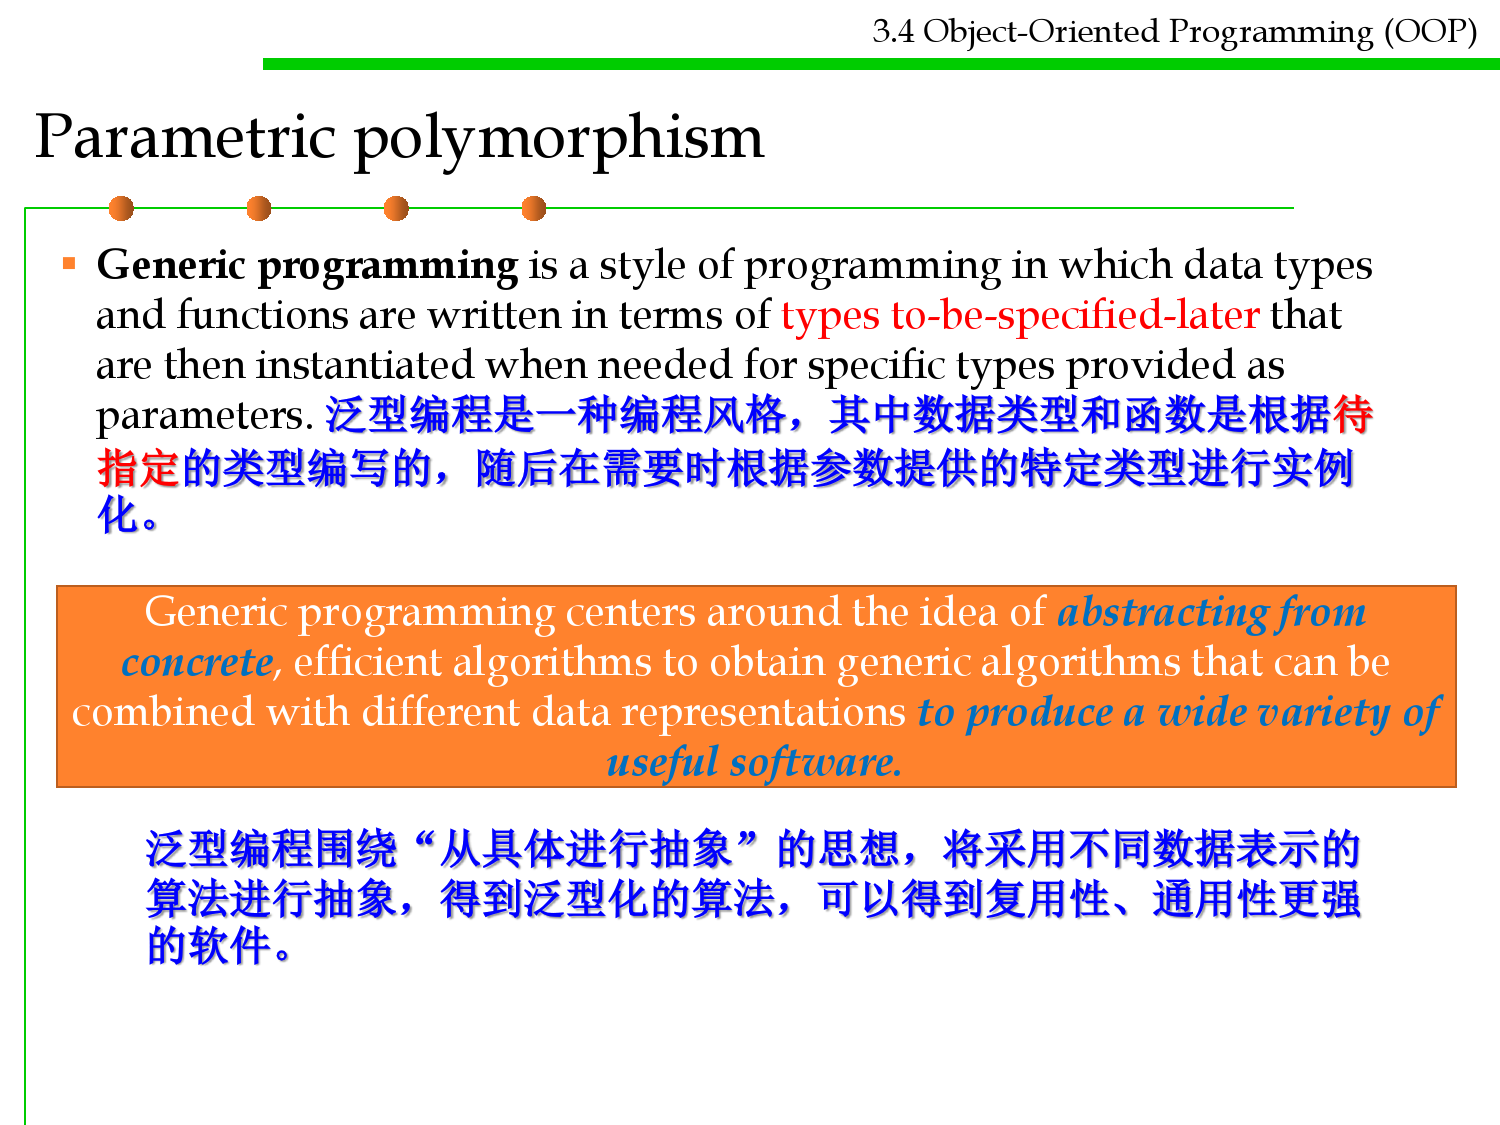 3.4 Object-Oriented Programming (OOP)
Parametric polymorphism
Generic programming is a style of programming in which data types
and functions are written in terms of types to-be-specified-later that
are then instantiated when needed for specific types provided as
parameters. 泛型编程是一种编程风格，其中数据类型和函数是根据待
指定的类型编写的，随后在需要时根据参数提供的特定类型进行实例
化。
Generic programming centers around the idea of abstracting from
concrete, efficient algorithms to obtain generic algorithms that can be
combined with different data representations to produce a wide variety of
useful software.
泛型编程围绕“从具体进行抽象”的思想，将采用不同数据表示的
算法进行抽象，得到泛型化的算法，可以得到复用性、通用性更强
的软件。